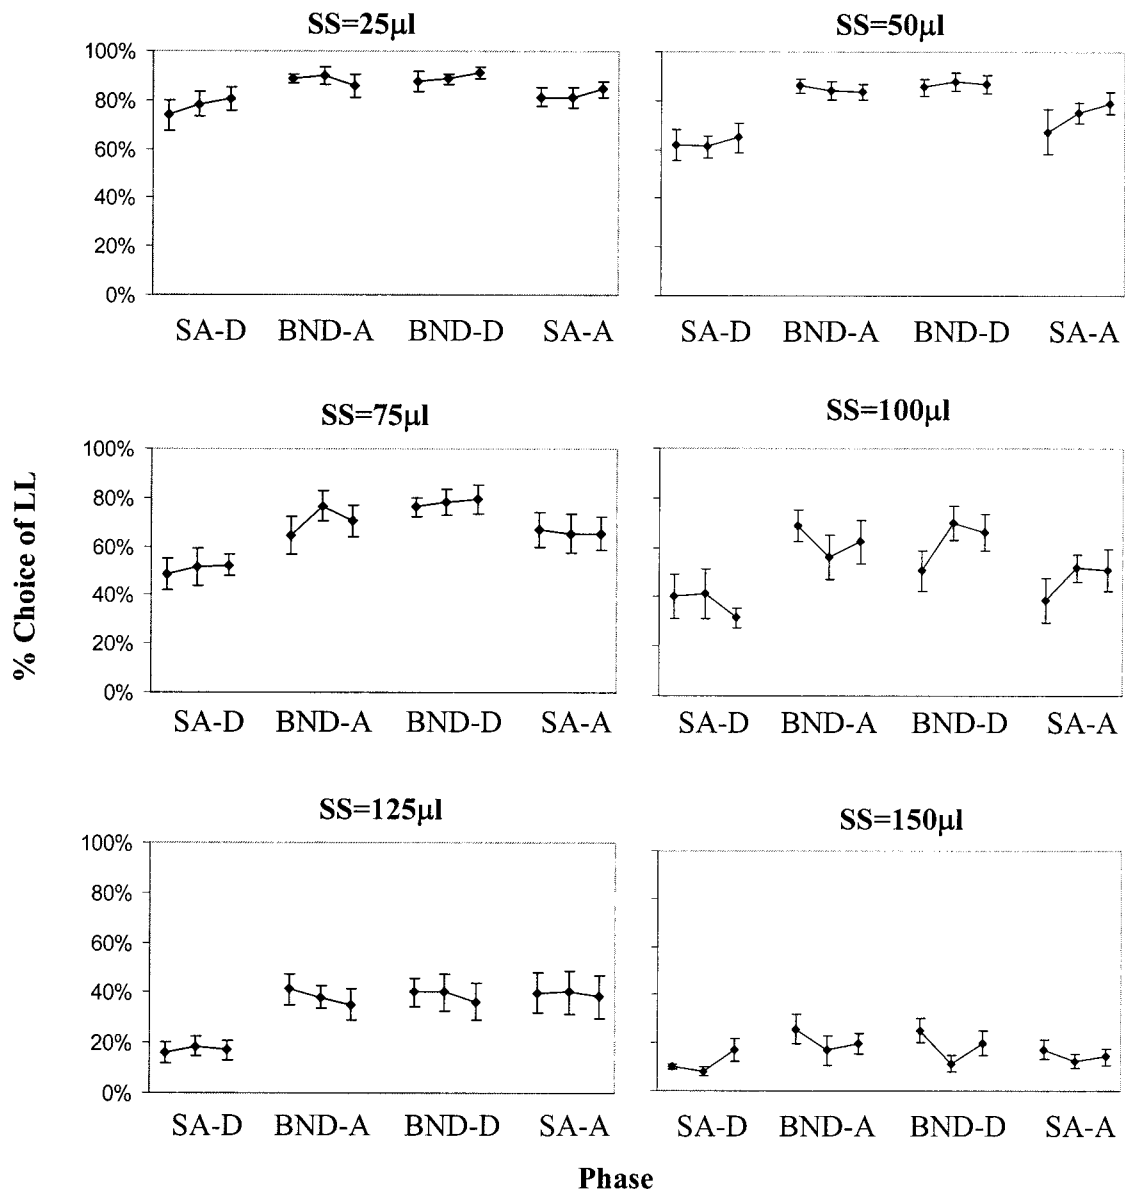 SS=25µl
SS=50µl
100%
80%
60%
40%
20%
0%
SA-D BND-A BND-D SA-A
SA-D BND-A BND-D SA-A
% Choice of LL
SS=75µl
SS=100µl
100%
80%
60%
40%
20%
0%
SA-D BND-A BND-D SA-A
SA-D BND-A BND-D SA-A
SS=125µl
SS=150µl
100%
80%
60%
40%
20%
0%
SA-D BND-A BND-D SA-A
SA-D BND-A BND-D SA-A
Phase